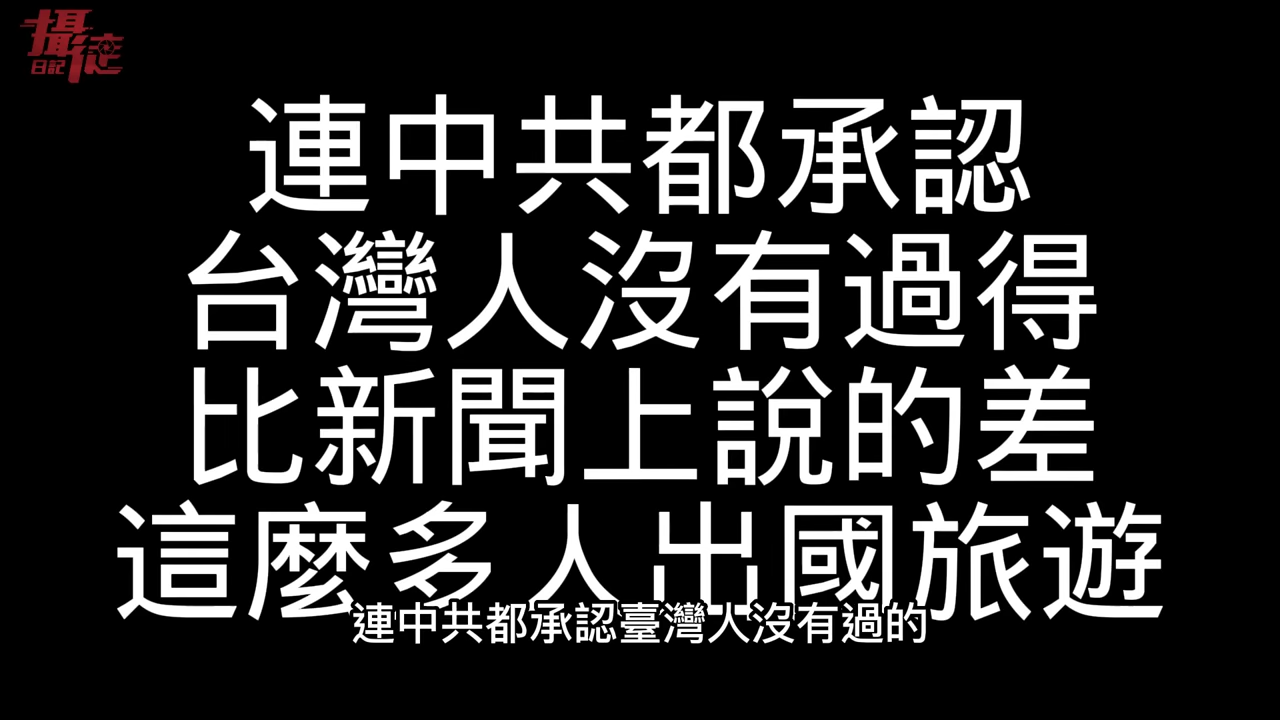 攝徒
日記
連中共都承認
台灣人沒有過得
比新聞上說的差
這麼多人出國旅遊
連中共都承認臺灣人沒有過的